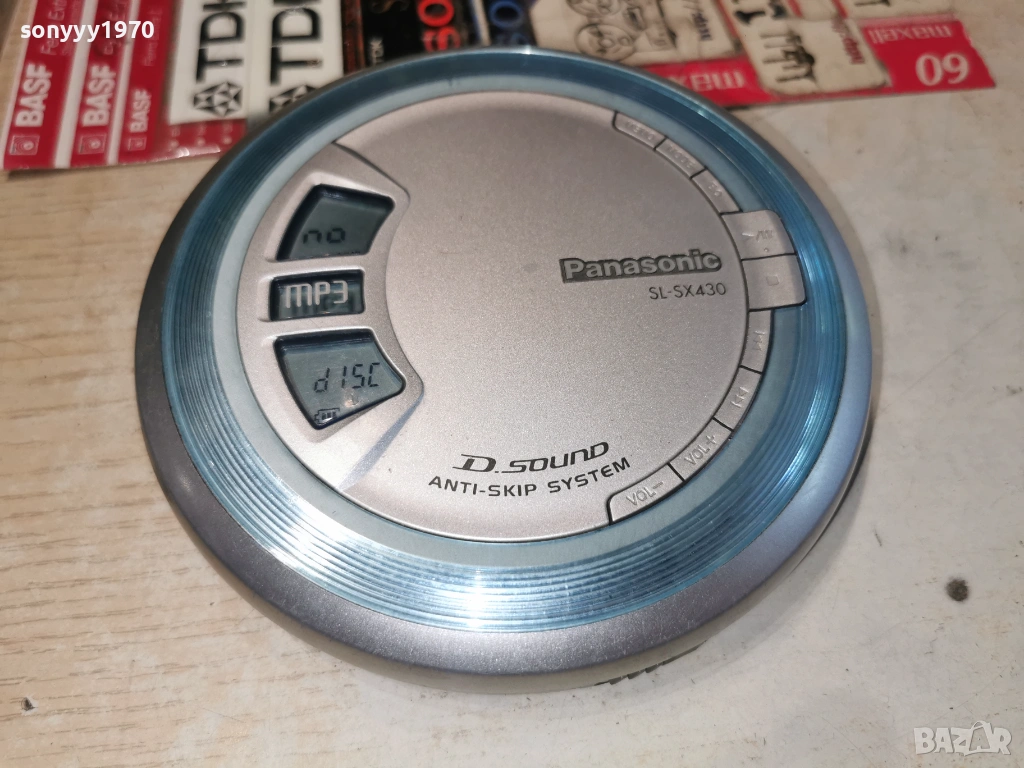 sonyyy1970
BASF
BASF
BASF
TDK
TDK
maxell
60
no
MP3
disc
Panasonic
SL-SX430
D.SOUND
ANTI-SKIP SYSTEM
VOL+
VOL−
BAZAR